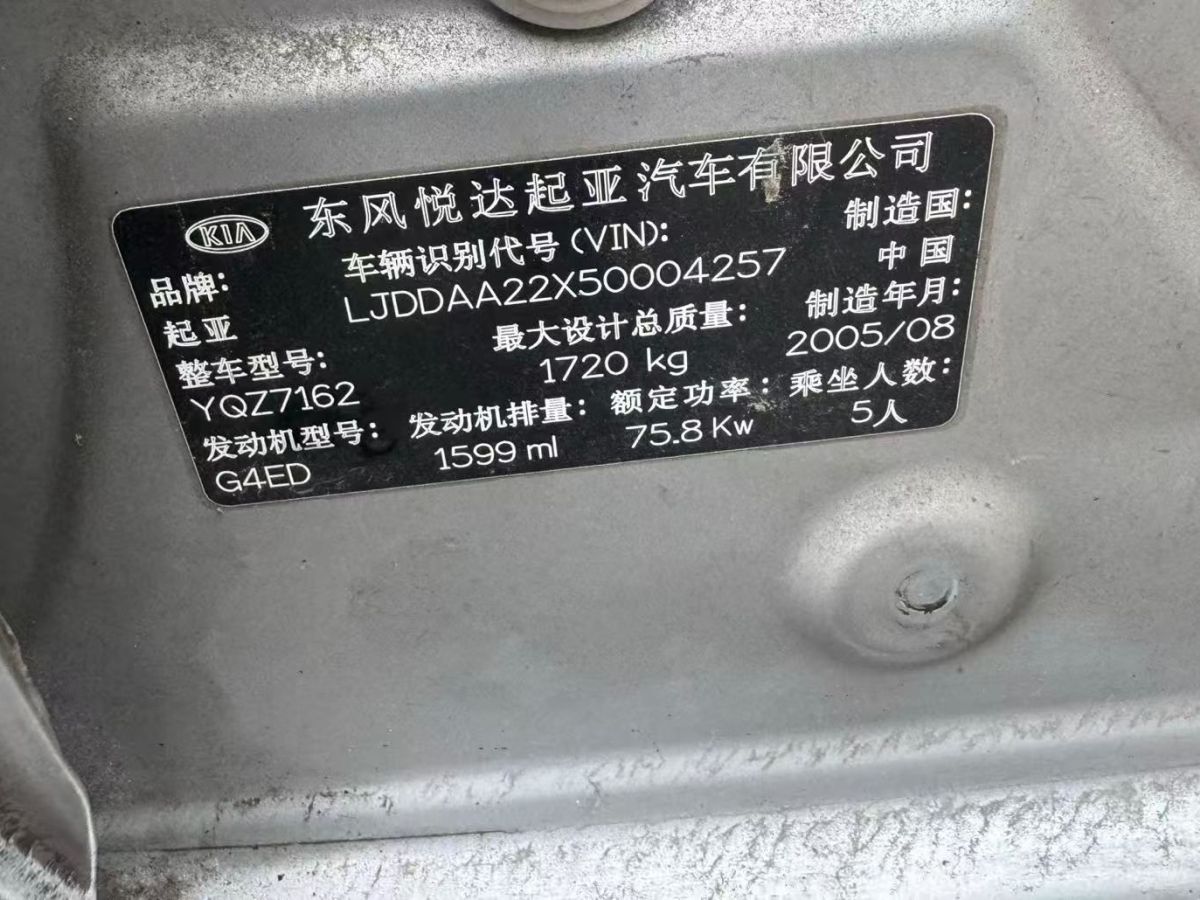 KIA 东风悦达起亚汽车有限公司
品牌: 车辆识别代号(VIN): 制造国:
起亚 LJDDAA22X50004257 中国
整车型号: 最大设计总质量: 制造年月:
YQZ7162 1720 kg 2005/08
发动机型号: 发动机排量: 额定功率: 乘坐人数:
G4ED 1599 ml 75.8 Kw 5人